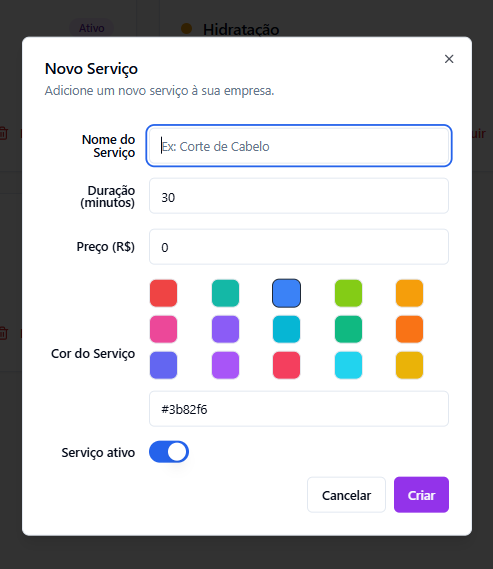 Ativo
Hidratação
Novo Serviço
Adicione um novo serviço à sua empresa.
Nome do
Serviço
Ex: Corte de Cabelo
Duração
(minutos)
30
Preço (R$)
0
Cor do Serviço
#3b82f6
Serviço ativo
Cancelar
Criar